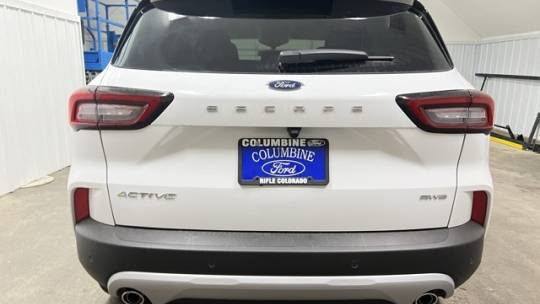 Ford
ESCAPE
COLUMBINE
COLUMBINE
Ford
RIFLE COLORADO
ACTIVE AWD